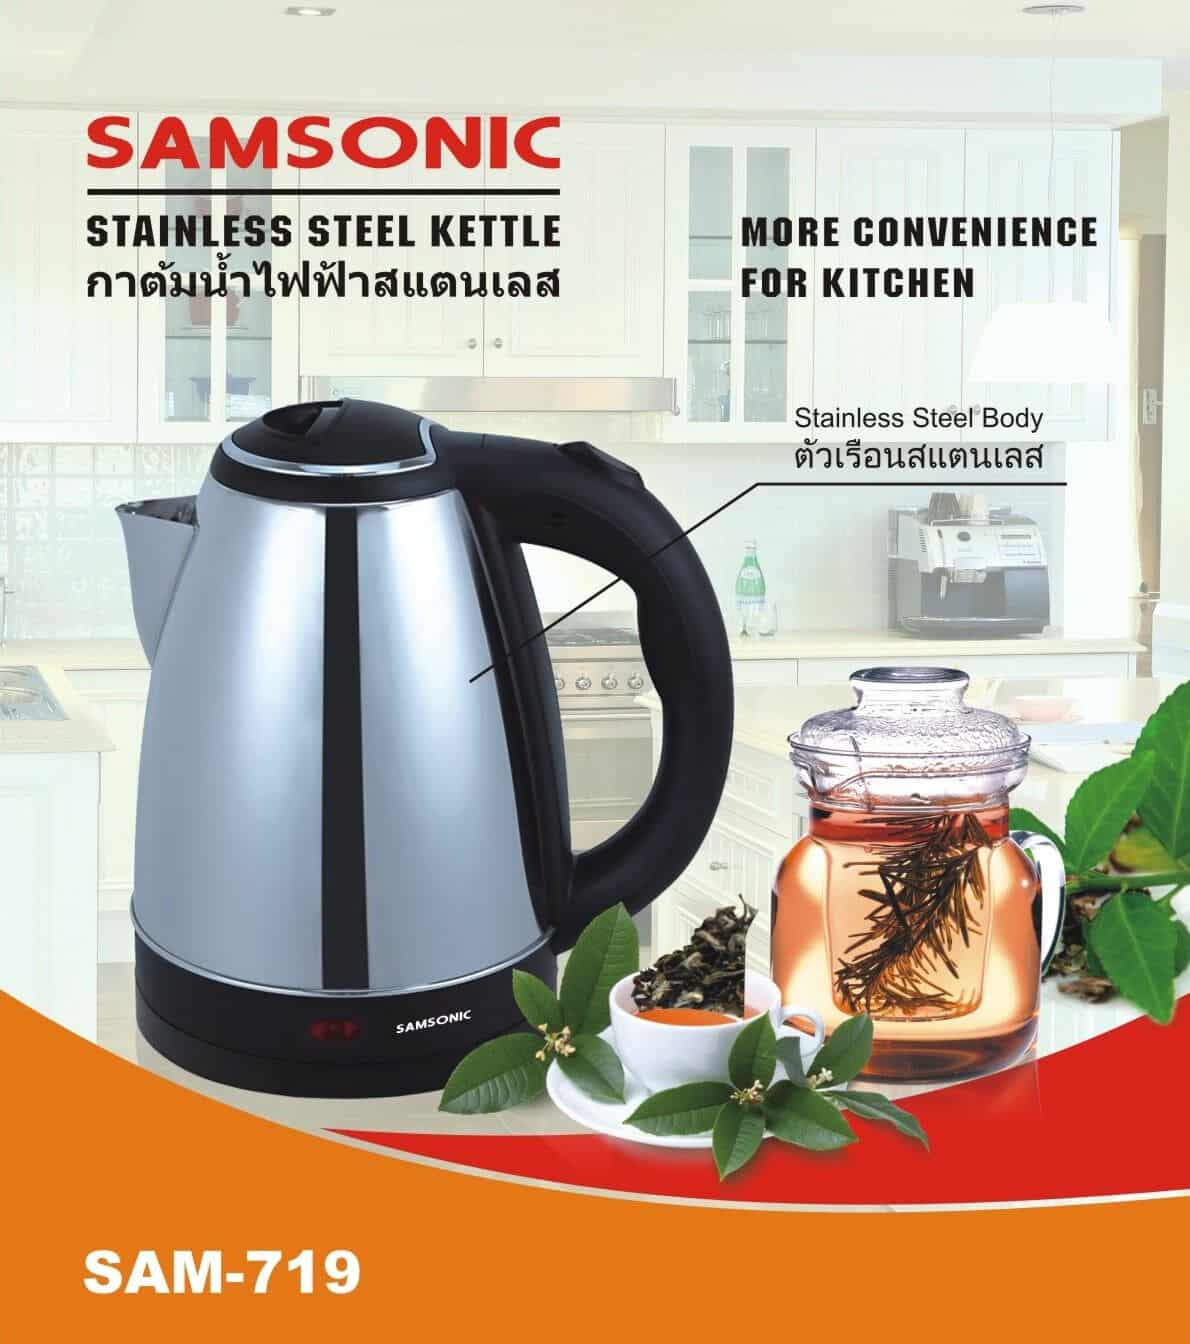 SAMSONIC
STAINLESS STEEL KETTLE
กาต้มน้ำไฟฟ้าสแตนเลส
MORE CONVENIENCE
FOR KITCHEN
Stainless Steel Body
ตัวเรือนสแตนเลส
SAMSONIC
SAM-719